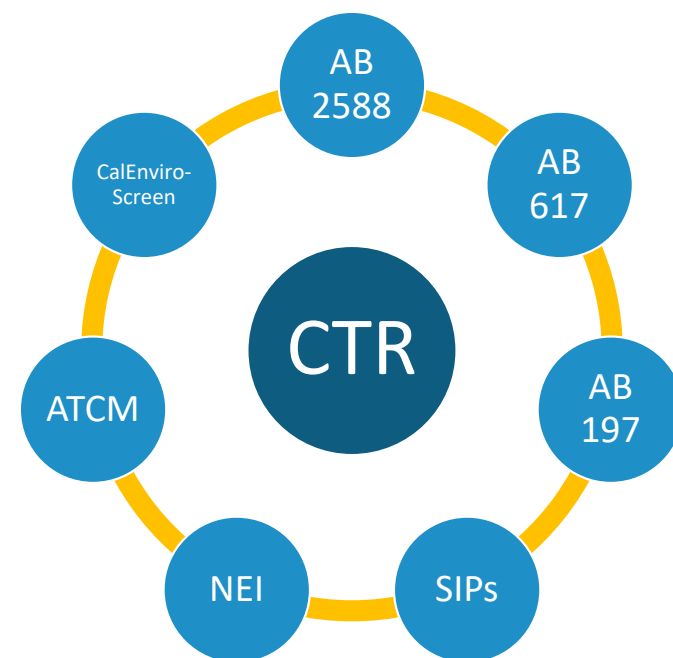 AB
2588
AB
617
AB
197
SIPs
NEI
ATCM
CalEnviro-
Screen
CTR